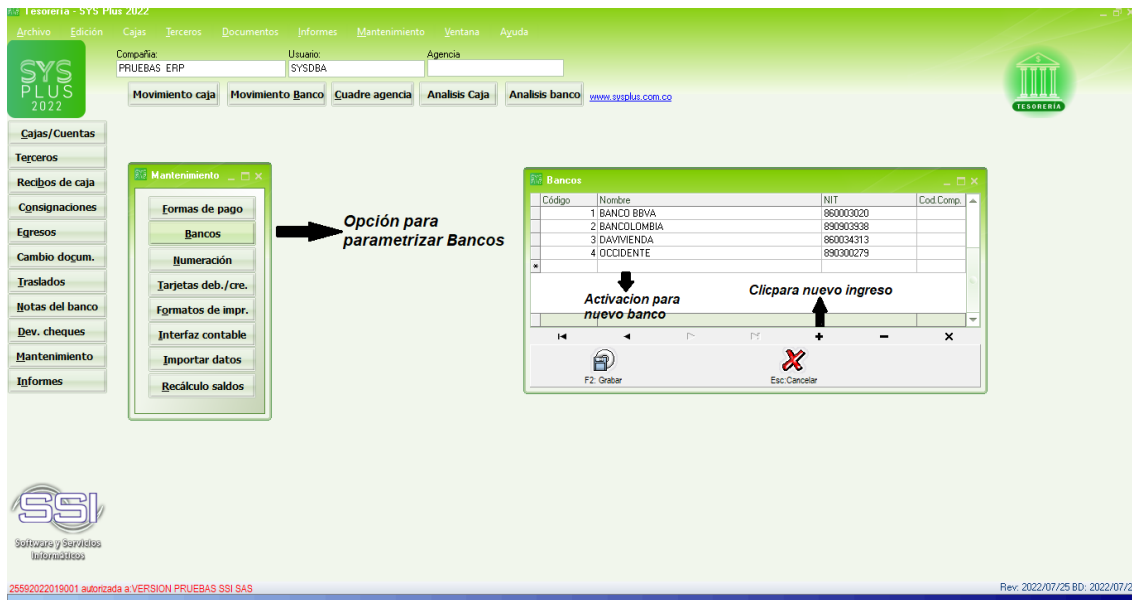 Tesorería - SYS Plus 2022
Archivo Edición Cajas Terceros Documentos Informes Mantenimiento Ventana Ayuda
Compañía: Usuario: Agencia
PRUEBAS ERP SYSDBA
SYS
PLUS
2022
Movimiento caja Movimiento Banco Cuadre agencia Analisis Caja Analisis banco www.sysplus.com.co
TESORERÍA
Cajas/Cuentas
Terceros
Recibos de caja
Consignaciones
Egresos
Cambio docum.
Traslados
Notas del banco
Dev. cheques
Mantenimiento
Informes
Mantenimiento
Formas de pago
Bancos
Numeración
Tarjetas deb./cre.
Formatos de impr.
Interfaz contable
Importar datos
Recálculo saldos
Opción para
parametrizar Bancos
Bancos
Código Nombre NIT Cod.Comp.
1 BANCO BBVA 860003020
2 BANCOLOMBIA 890903938
3 DAVIVIENDA 860034313
4 OCCIDENTE 890300279
Activacion para
nuevo banco
Clicpara nuevo ingreso
F2: Grabar Esc:Cancelar
SSI
Software y Servicios
Informáticos
25592022019001 autorizada a:VERSION PRUEBAS SSI SAS
Rev: 2022/07/25 BD: 2022/07/2